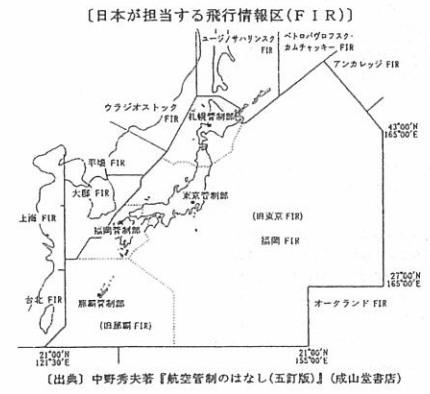 〔日本が担当する飛行情報区(FIR)〕
ユージノサハリンスク
FIR
ペトロパヴロフスク・
カムチャッキー FIR
アンカレッジ FIR
ウラジオストック
FIR
札幌管制部
43°00'N
165°00'E
平壌 FIR
大邱 FIR
東京管制部
上海 FIR
(旧東京 FIR)
福岡管制部
福岡 FIR
27°00'N
165°00'E
那覇管制部
台北 FIR
オークランド FIR
(旧那覇 FIR)
21°00'N
121°30'E
21°00'N
155°00'E
〔出典〕中野秀夫著『航空管制のはなし(五訂版)』(成山堂書店)